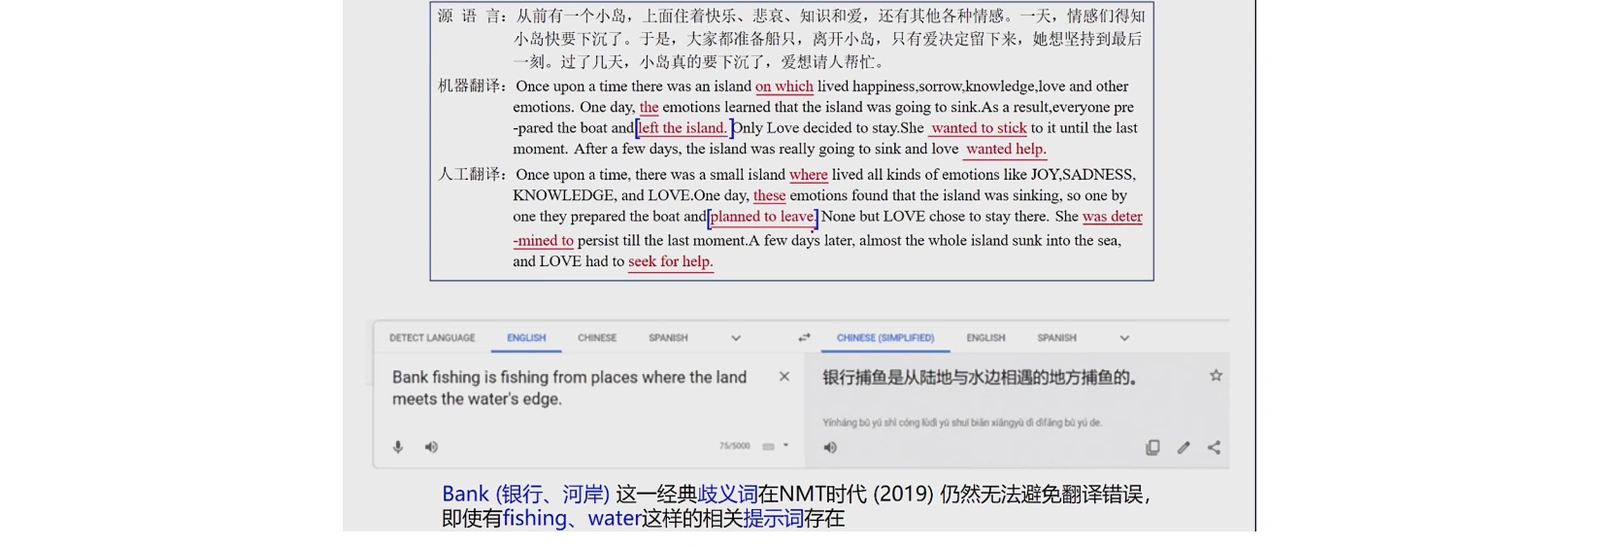 源 语 言：从前有一个小岛，上面住着快乐、悲哀、知识和爱，还有其他各种情感。一天，情感们得知
小岛快要下沉了。于是，大家都准备船只，离开小岛，只有爱决定留下来，她想坚持到最后
一刻。过了几天，小岛真的要下沉了，爱想请人帮忙。
机器翻译：Once upon a time there was an island on which lived happiness,sorrow,knowledge,love and other
emotions. One day, the emotions learned that the island was going to sink.As a result,everyone pre
-pared the boat and[left the island.]Only Love decided to stay.She wanted to stick to it until the last
moment. After a few days, the island was really going to sink and love wanted help.
人工翻译：Once upon a time, there was a small island where lived all kinds of emotions like JOY,SADNESS,
KNOWLEDGE, and LOVE.One day, these emotions found that the island was sinking, so one by
one they prepared the boat and[planned to leave.]None but LOVE chose to stay there. She was deter
-mined to persist till the last moment.A few days later, almost the whole island sunk into the sea,
and LOVE had to seek for help.
DETECT LANGUAGE ENGLISH CHINESE SPANISH CHINESE (SIMPLIFIED) ENGLISH SPANISH
Bank fishing is fishing from places where the land
meets the water's edge.
银行捕鱼是从陆地与水边相遇的地方捕鱼的。
Yínháng bǔ yú shì cóng lùdì yǔ shuǐ biān xiāngyù dì dìfāng bǔ yú de.
75/5000
Bank (银行、河岸) 这一经典歧义词在NMT时代 (2019) 仍然无法避免翻译错误，
即使有fishing、water这样的相关提示词存在